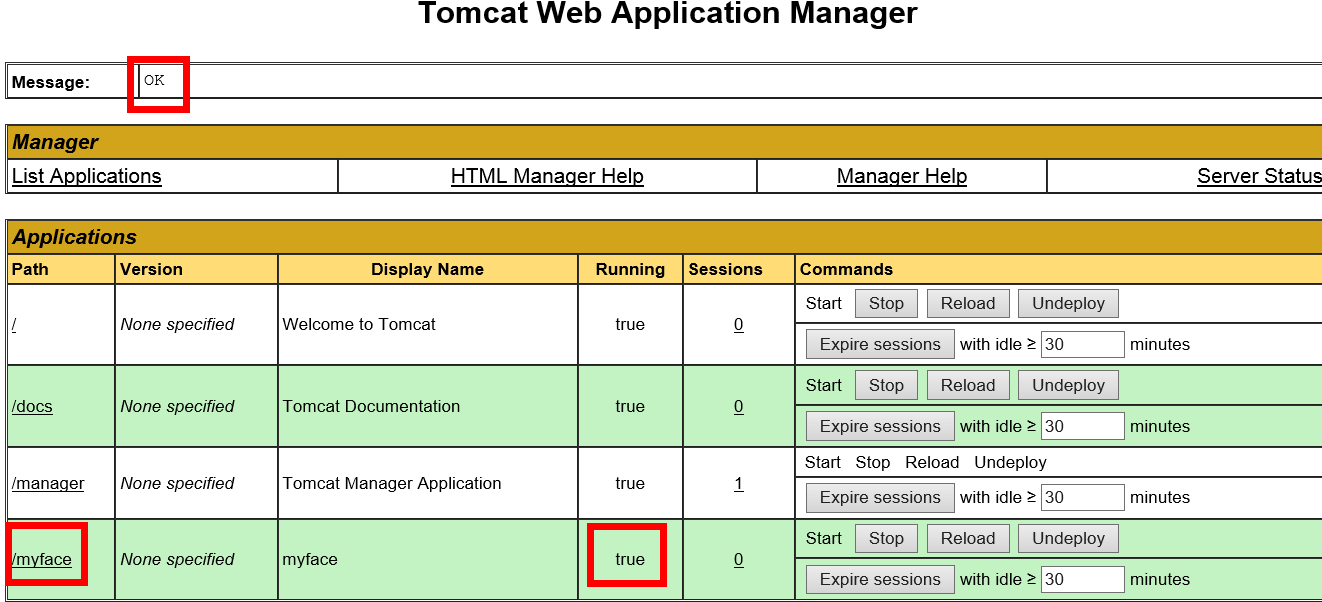 Tomcat Web Application Manager
Message: OK
Manager
List Applications HTML Manager Help Manager Help Server Status
Applications
Path Version Display Name Running Sessions Commands
/ None specified Welcome to Tomcat true 0 Start Stop Reload Undeploy
Expire sessions with idle ≥ 30 minutes
/docs None specified Tomcat Documentation true 0 Start Stop Reload Undeploy
Expire sessions with idle ≥ 30 minutes
/manager None specified Tomcat Manager Application true 1 Start Stop Reload Undeploy
Expire sessions with idle ≥ 30 minutes
/myface None specified myface true 0 Start Stop Reload Undeploy
Expire sessions with idle ≥ 30 minutes